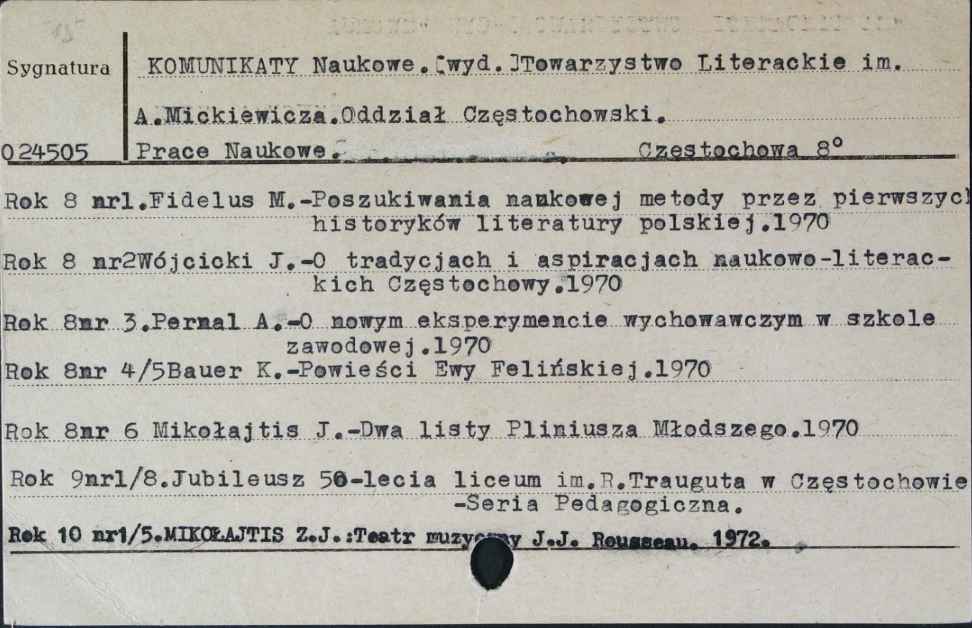 Sygnatura KOMUNIKATY Naukowe.[wyd.]Towarzystwo Literackie im.
A.Mickiewicza.Oddział Częstochowski.
024505 Prace Naukowe. Częstochowa 8°
Rok 8 nr1.Fidelus M.-Poszukiwania naukowej metody przez pierwszych
historyków literatury polskiej.1970
Rok 8 nr2Wójcicki J.-O tradycjach i aspiracjach naukowo-literac-
kich Częstochowy.1970
Rok 8nr 3.Pernal A.-O nowym eksperymencie wychowawczym w szkole
zawodowej.1970
Rok 8nr 4/5Bauer K.-Powieści Ewy Felińskiej.1970
Rok 8nr 6 Mikołajtis J.-Dwa listy Pliniusza Młodszego.1970
Rok 9nr1/8.Jubileusz 50-lecia liceum im.R.Trauguta w Częstochowie
-Seria Pedagogiczna.
Rok 10 nr1/5.MIKOŁAJTIS Z.J.:Teatr muzyczny J.J. Rousseau. 1972.